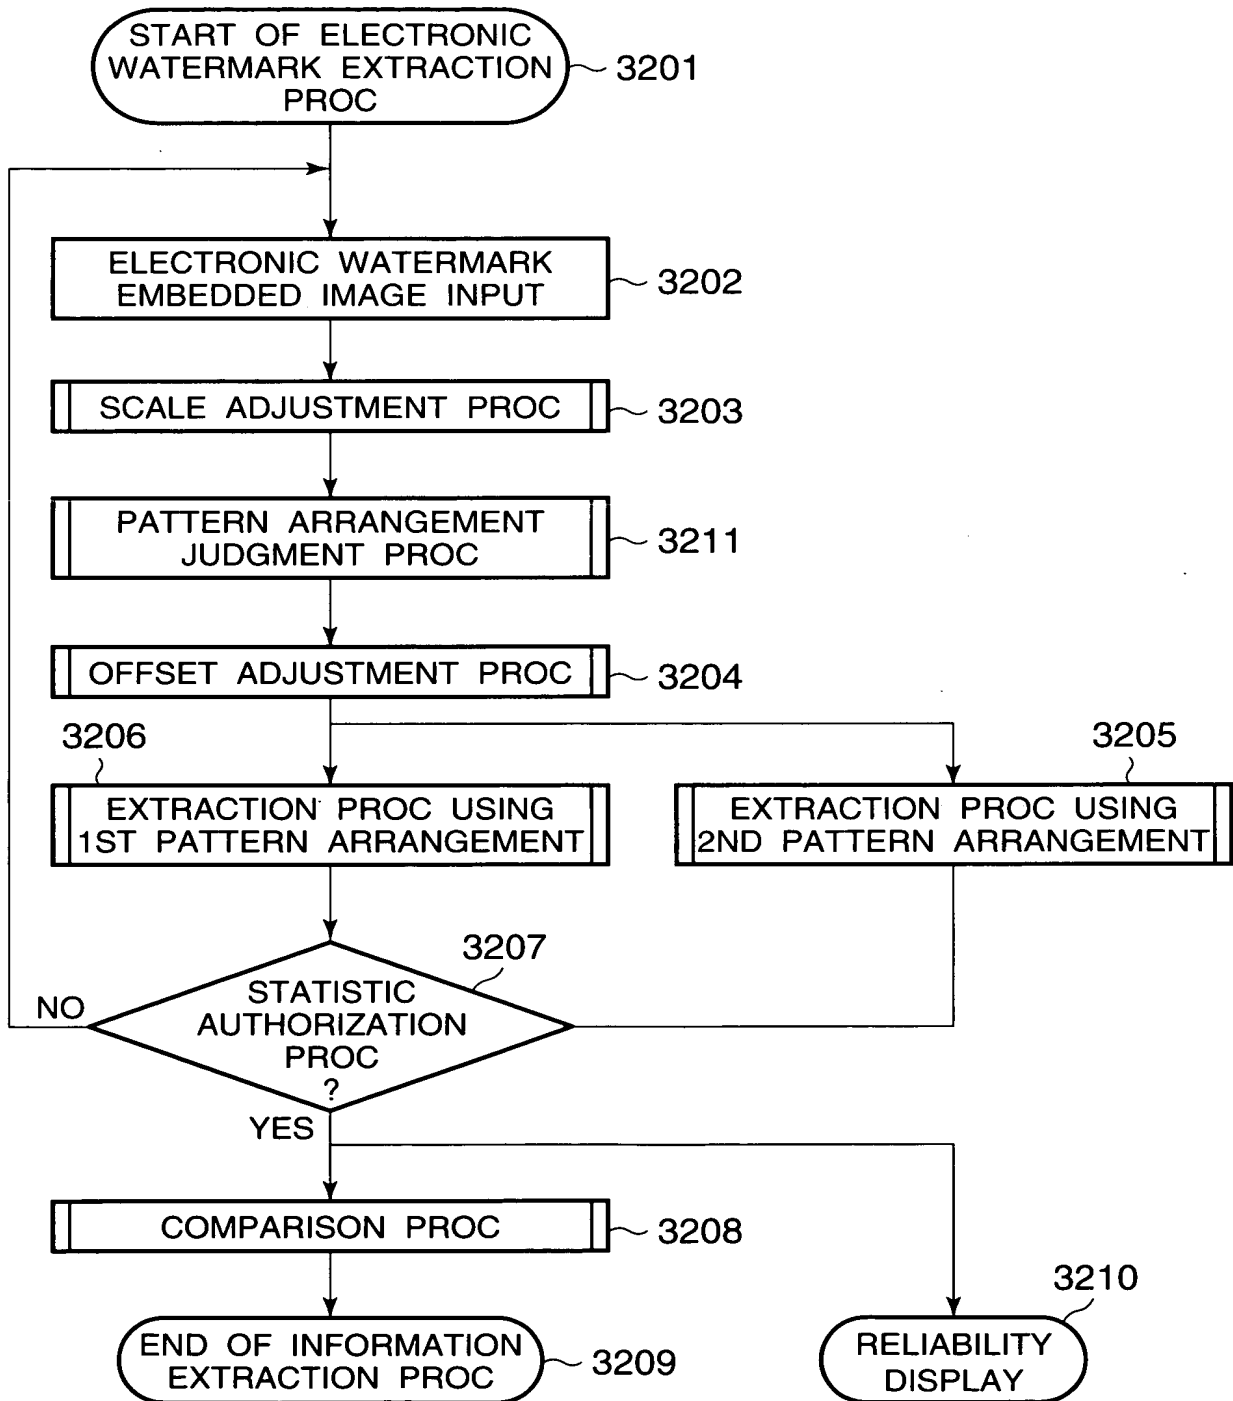 START OF ELECTRONIC
WATERMARK EXTRACTION
PROC
3201
ELECTRONIC WATERMARK
EMBEDDED IMAGE INPUT
3202
SCALE ADJUSTMENT PROC
3203
PATTERN ARRANGEMENT
JUDGMENT PROC
3211
OFFSET ADJUSTMENT PROC
3204
3206
EXTRACTION PROC USING
1ST PATTERN ARRANGEMENT
3205
EXTRACTION PROC USING
2ND PATTERN ARRANGEMENT
3207
STATISTIC
AUTHORIZATION
PROC
?
NO
YES
COMPARISON PROC
3208
END OF INFORMATION
EXTRACTION PROC
3209
3210
RELIABILITY
DISPLAY